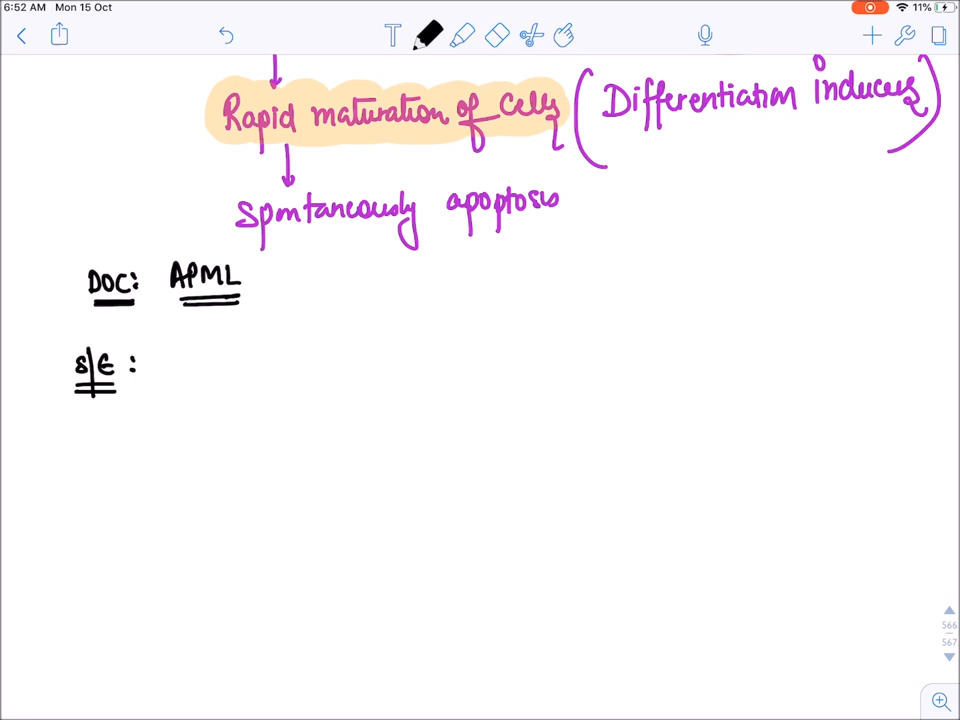 6:52 AM Mon 15 Oct 11%
Rapid maturation of cells (Differentiation inducers)
Spontaneously apoptosis
DOC: APML
S/E :
566
567